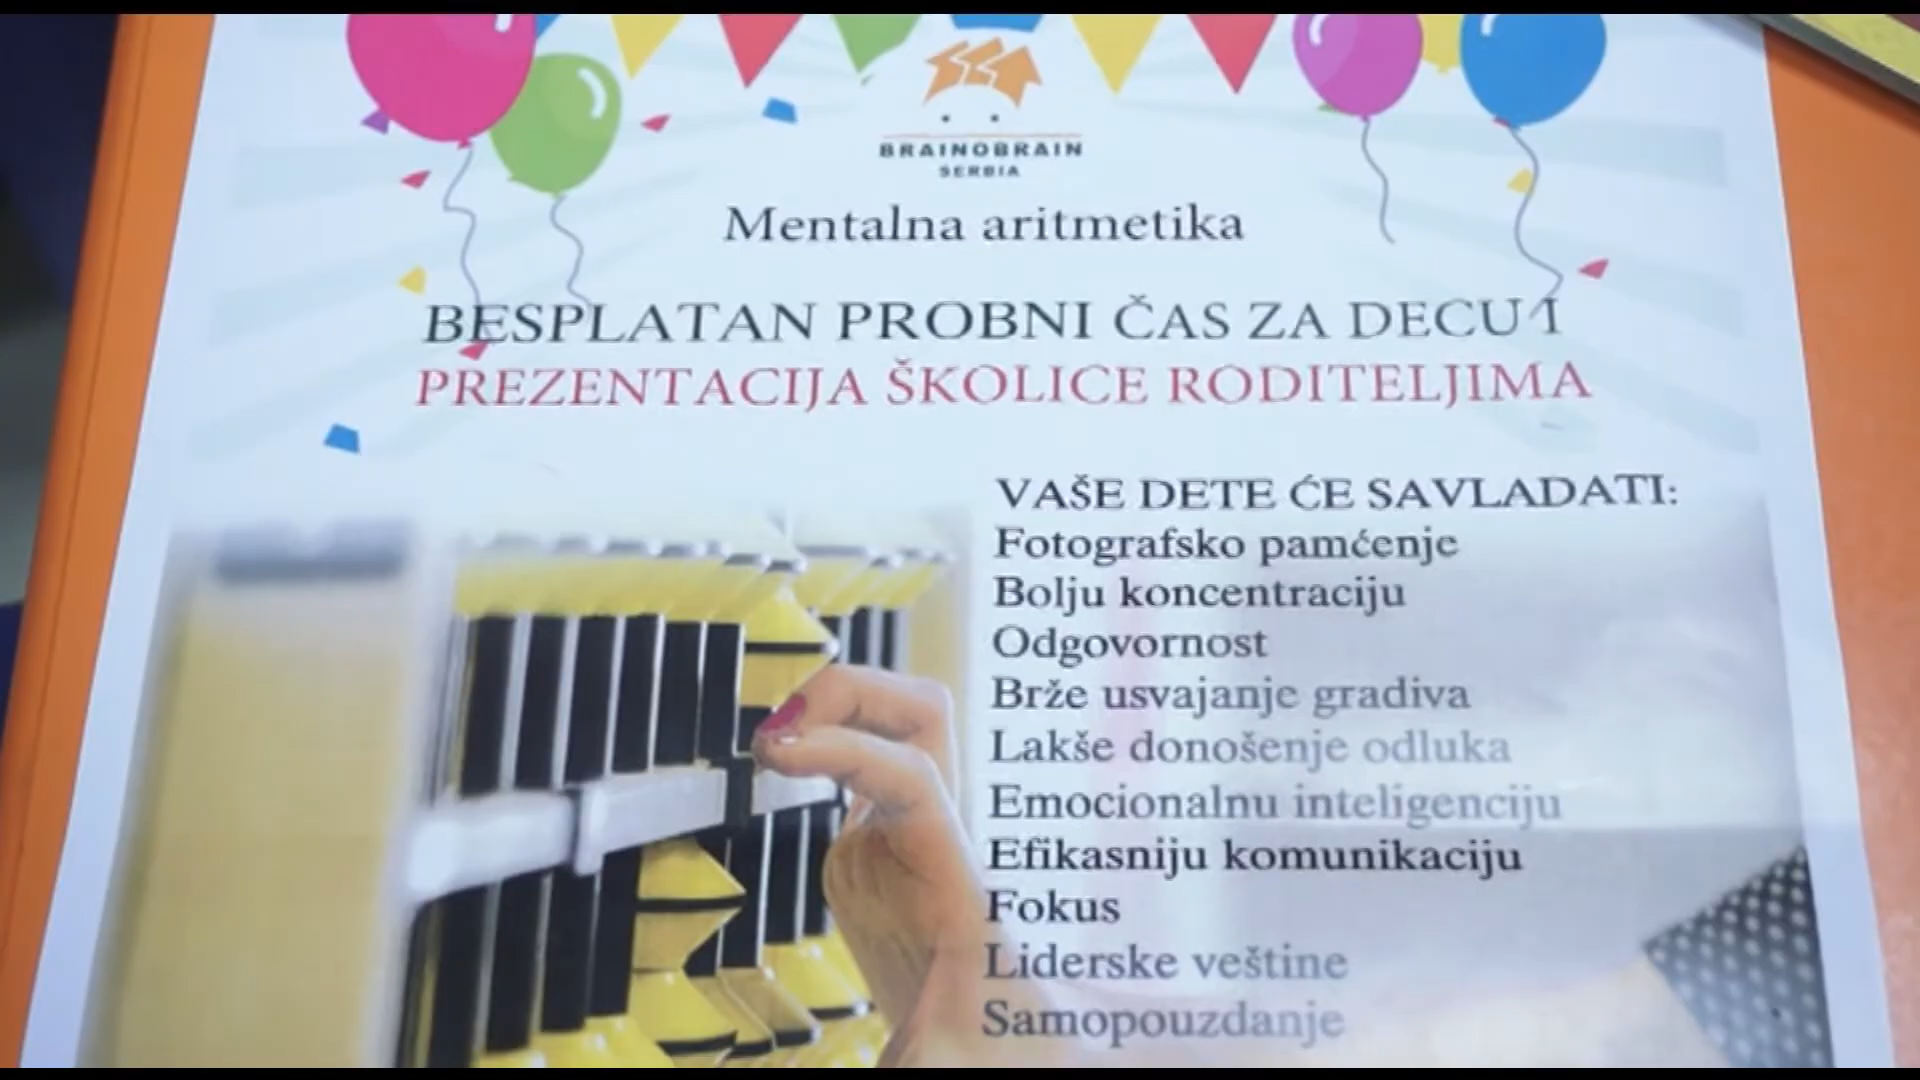 BRAINOBRAIN
SERBIA
Mentalna aritmetika
BESPLATAN PROBNI ČAS ZA DECU I
PREZENTACIJA ŠKOLICE RODITELJIMA
VAŠE DETE ĆE SAVLADATI:
Fotografsko pamćenje
Bolju koncentraciju
Odgovornost
Brže usvajanje gradiva
Lakše donošenje odluka
Emocionalnu inteligenciju
Efikasniju komunikaciju
Fokus
Liderske veštine
Samopouzdanje